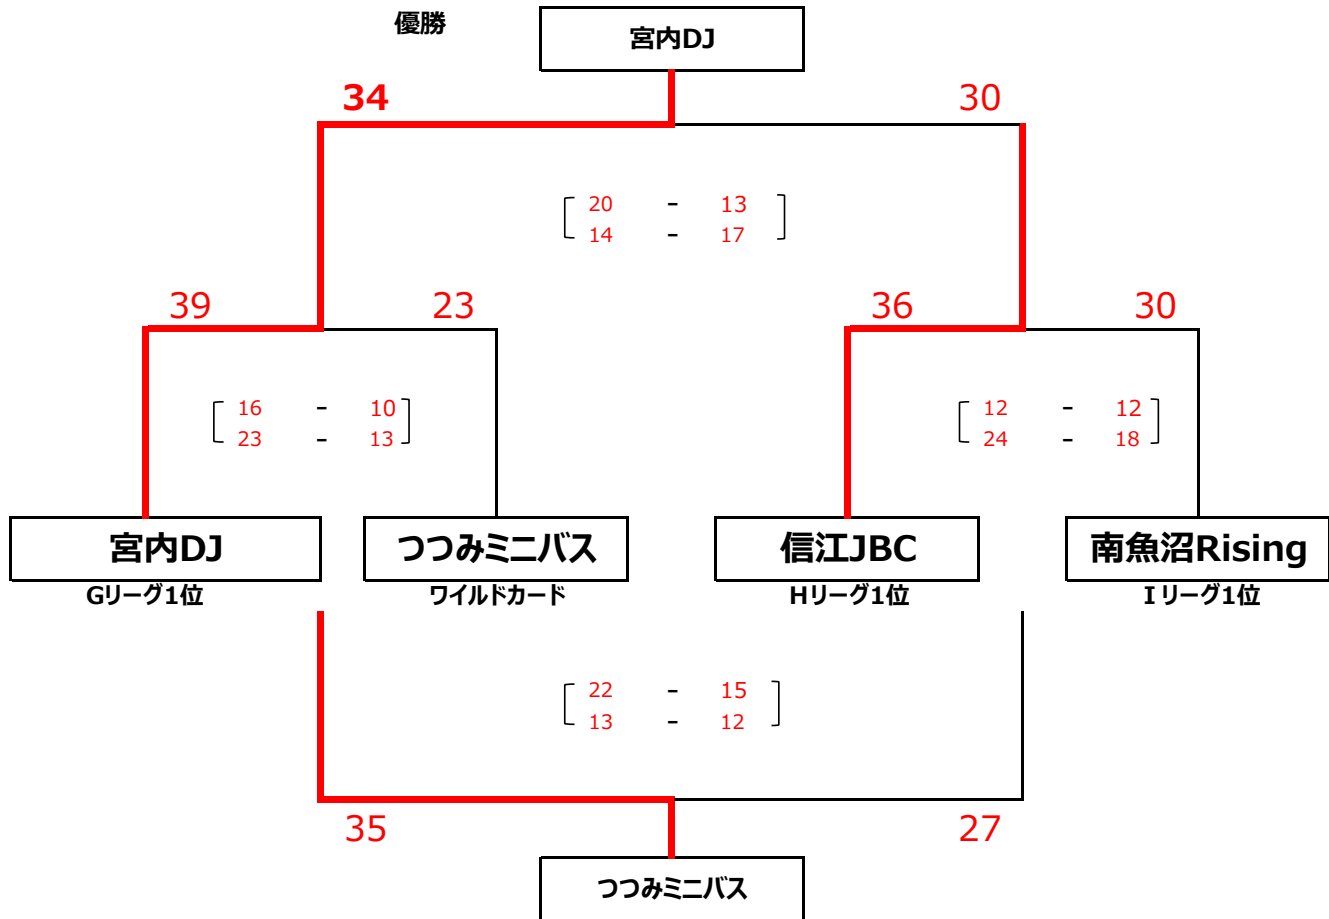 優勝
宮内DJ
34 30
20 - 13
14 - 17
39 23 36 30
16 - 10 12 - 12
23 - 13 24 - 18
宮内DJ つつみミニバス 信江JBC 南魚沼Rising
Gリーグ1位 ワイルドカード Hリーグ1位 Iリーグ1位
22 - 15
13 - 12
35 27
つつみミニバス